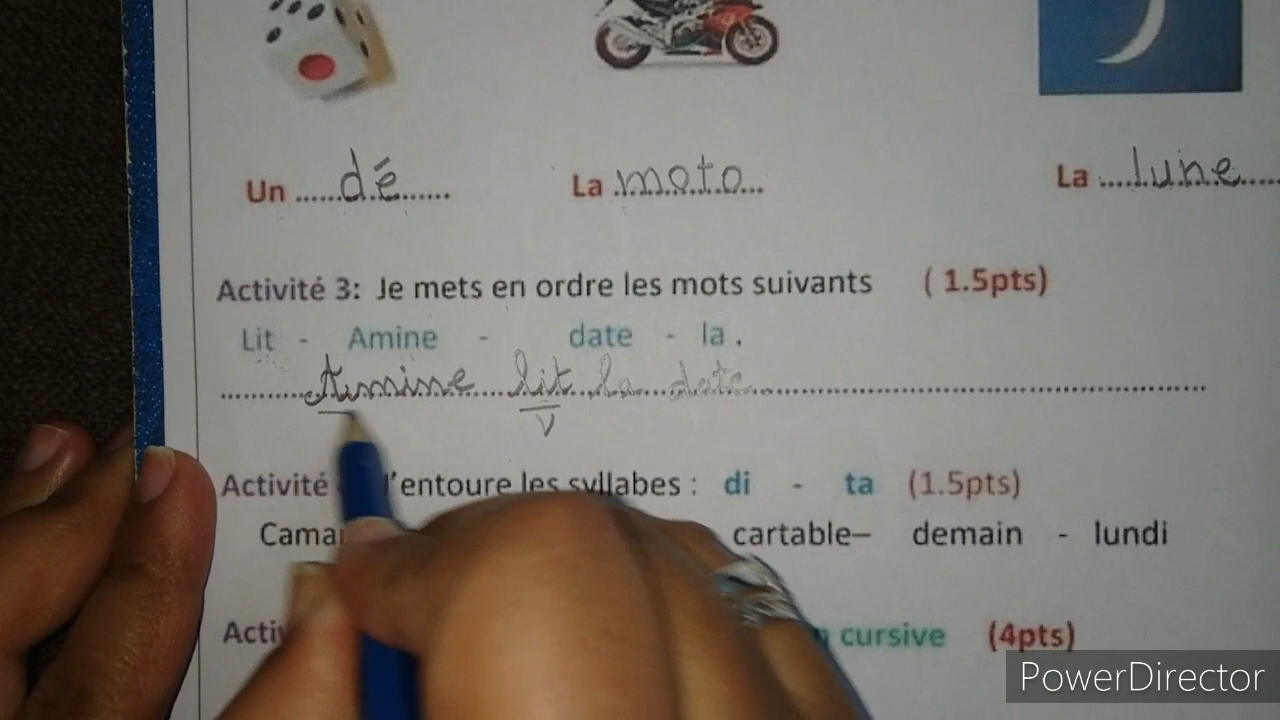 Un ......dé....... La .moto... La ....lune.....
Activité 3: Je mets en ordre les mots suivants ( 1.5pts)
Lit - Amine - date - la .
Amine lit la date
V
Activité j'entoure les syllabes : di - ta (1.5pts)
cartable– demain - lundi
cursive (4pts)
PowerDirector